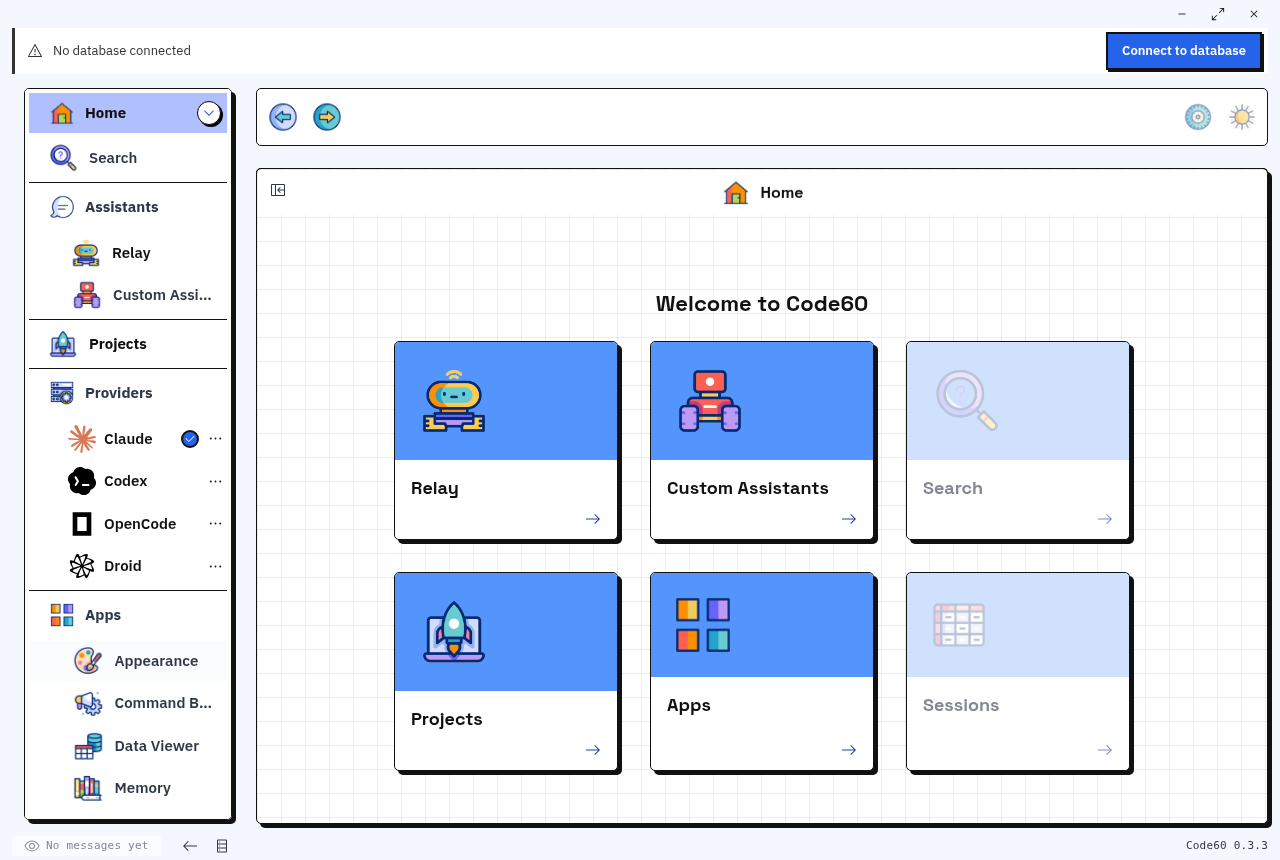 No database connected
Connect to database
Home
Search
Assistants
Relay
Custom Assi...
Projects
Providers
Claude
Codex
OpenCode
Droid
Apps
Appearance
Command B...
Data Viewer
Memory
Home
Welcome to Code60
Relay
Custom Assistants
Search
Projects
Apps
Sessions
No messages yet
Code60 0.3.3